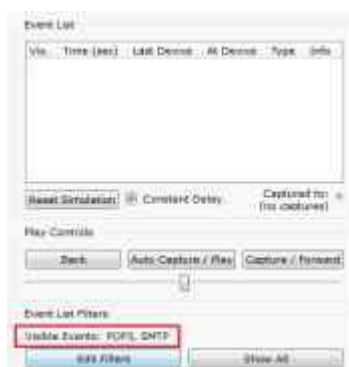 Event List
Vis. Time (sec) Last Device At Device Type Info
Reset Simulation Constant Delay Captured to: (no captures)
Play Controls
Back Auto Capture / Play Capture / Forward
Event List Filters
Visible Events: POP3, SMTP
Edit Filters Show All